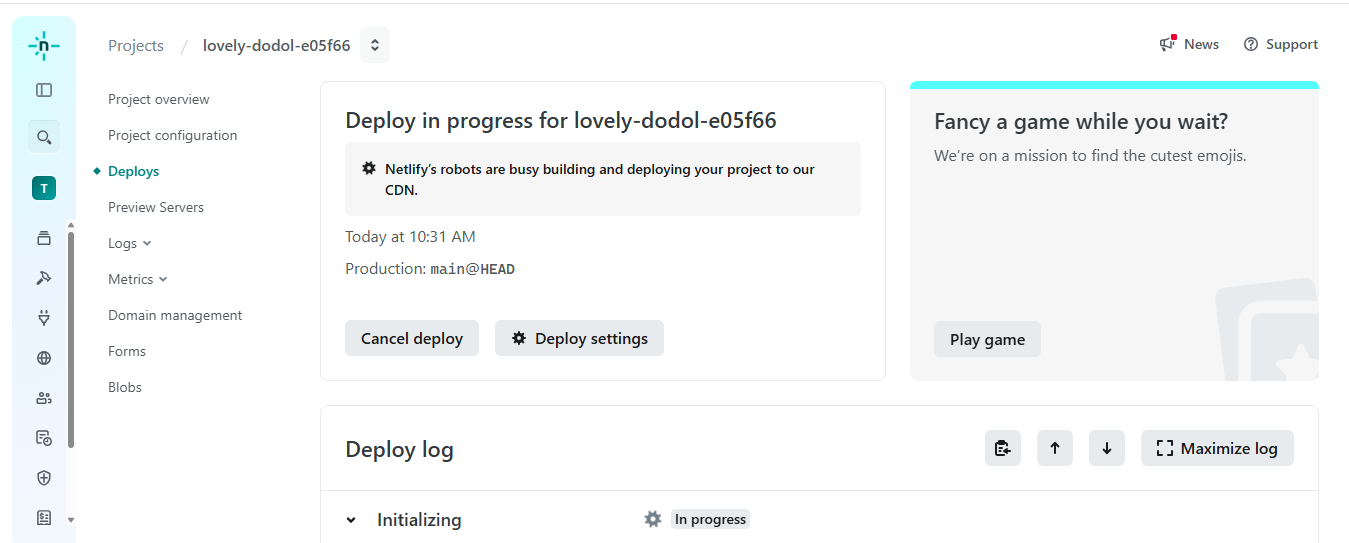 n
Projects / lovely-dodol-e05f66
News
Support
T
Project overview
Project configuration
Deploys
Preview Servers
Logs
Metrics
Domain management
Forms
Blobs
Deploy in progress for lovely-dodol-e05f66
Netlify’s robots are busy building and deploying your project to our
CDN.
Today at 10:31 AM
Production: main@HEAD
Cancel deploy
Deploy settings
Fancy a game while you wait?
We’re on a mission to find the cutest emojis.
Play game
Deploy log
Maximize log
Initializing
In progress